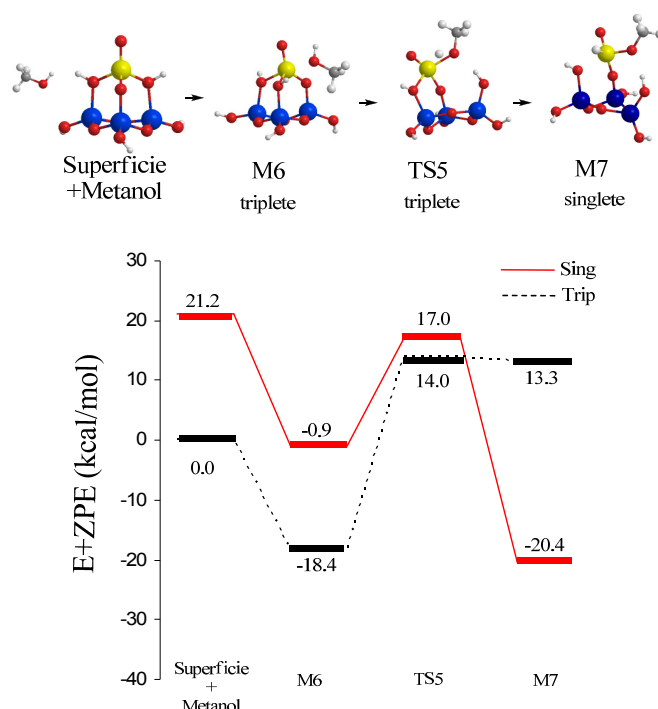 Superficie
+Metanol
M6
triplete
TS5
triplete
M7
singlete
E+ZPE (kcal/mol)
30
20
10
0
-10
-20
-30
-40
Sing
Trip
21.2
17.0
14.0
13.3
-0.9
0.0
-18.4
-20.4
Superficie
+
Metanol
M6
TS5
M7